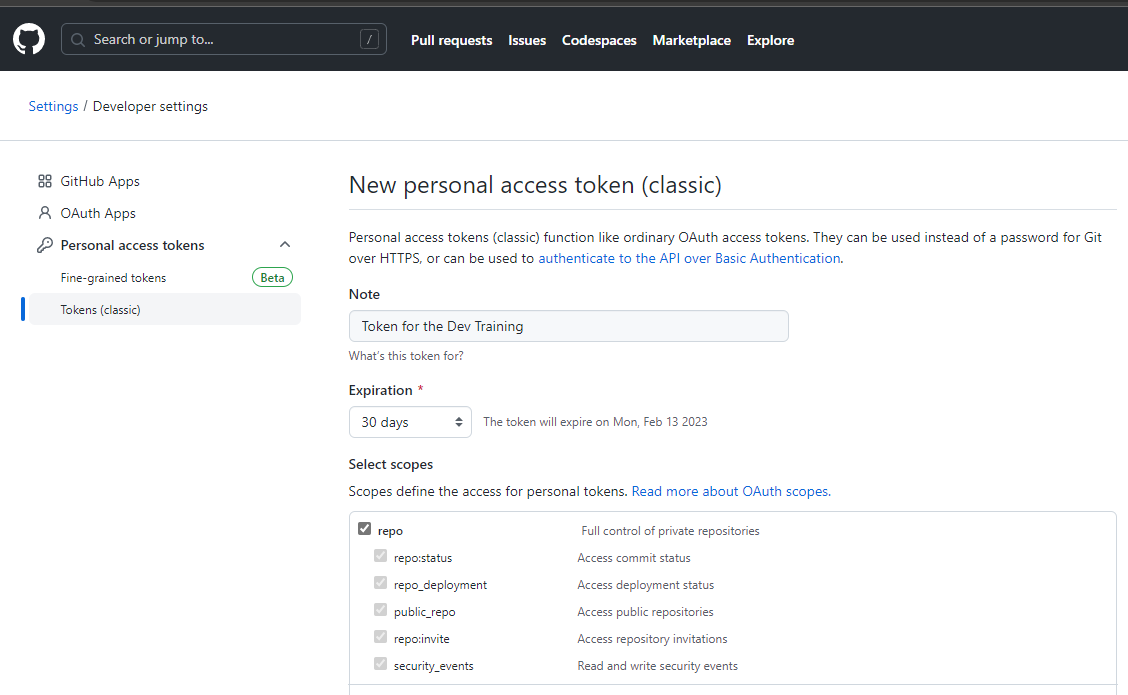 Search or jump to... /
Pull requests Issues Codespaces Marketplace Explore
Settings / Developer settings
GitHub Apps
OAuth Apps
Personal access tokens
Fine-grained tokens Beta
Tokens (classic)
New personal access token (classic)
Personal access tokens (classic) function like ordinary OAuth access tokens. They can be used instead of a password for Git
over HTTPS, or can be used to authenticate to the API over Basic Authentication.
Note
Token for the Dev Training
What's this token for?
Expiration *
30 days The token will expire on Mon, Feb 13 2023
Select scopes
Scopes define the access for personal tokens. Read more about OAuth scopes.
repo Full control of private repositories
repo:status Access commit status
repo_deployment Access deployment status
public_repo Access public repositories
repo:invite Access repository invitations
security_events Read and write security events